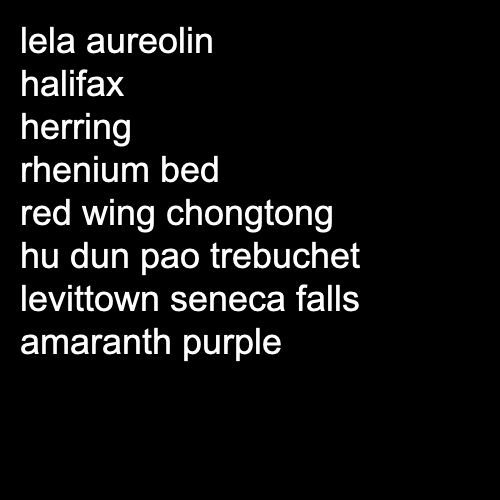 lela aureolin
halifax
herring
rhenium bed
red wing chongtong
hu dun pao trebuchet
levittown seneca falls
amaranth purple